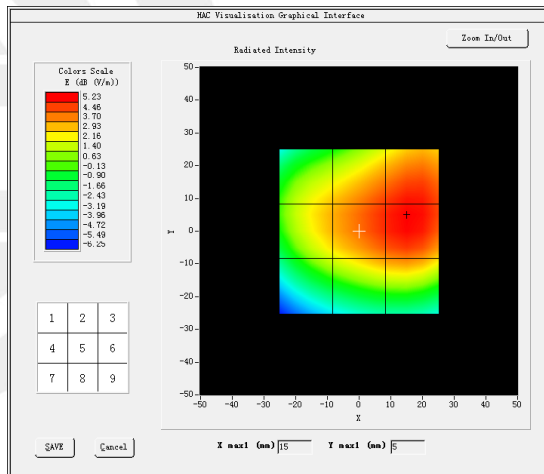 HAC Visualisation Graphical Interface
Zoom In/Out
Radiated Intensity
Colors Scale
E (dB (V/m))
5.23
4.46
3.70
2.93
2.16
1.40
0.63
-0.13
-0.90
-1.66
-2.43
-3.19
-3.96
-4.72
-5.49
-6.25
50
40
30
20
10
0
-10
-20
-30
-40
-50
Y
-50 -40 -30 -20 -10 0 10 20 30 40 50
X
1 2 3
4 5 6
7 8 9
SAVE Cancel
X max1 (mm) 15 Y max1 (mm) 5